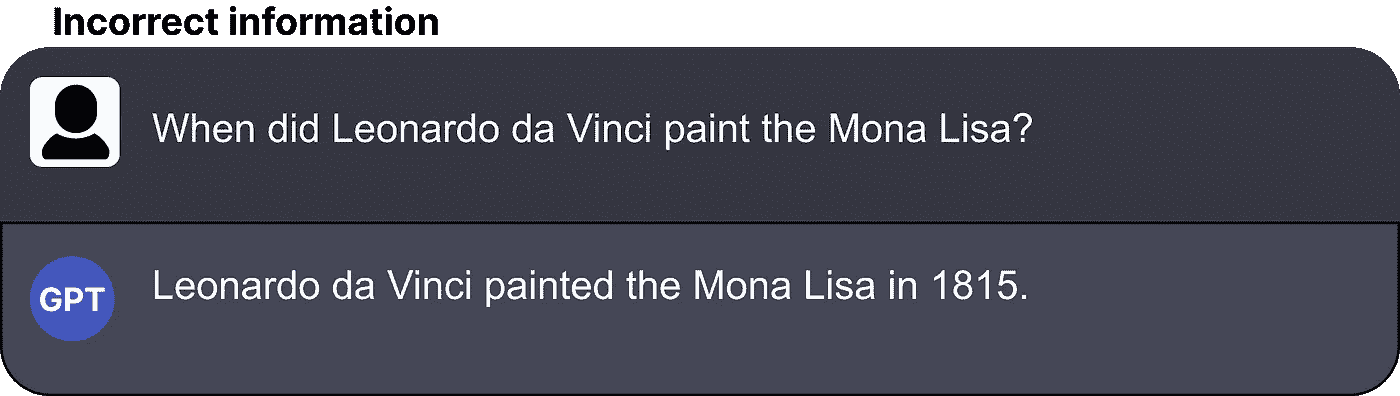 Incorrect information
When did Leonardo da Vinci paint the Mona Lisa?
GPT
Leonardo da Vinci painted the Mona Lisa in 1815.